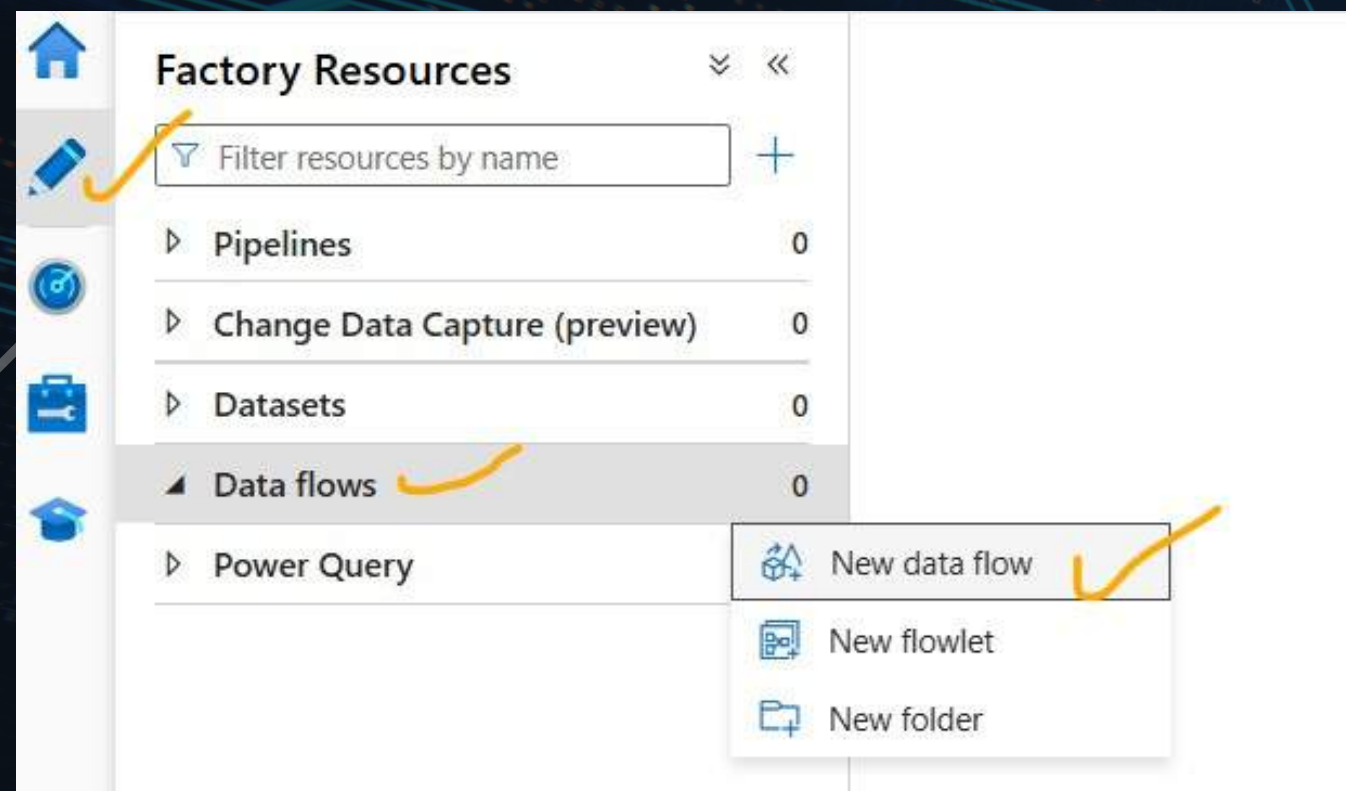 Factory Resources
Filter resources by name
Pipelines 0
Change Data Capture (preview) 0
Datasets 0
Data flows 0
Power Query
New data flow
New flowlet
New folder